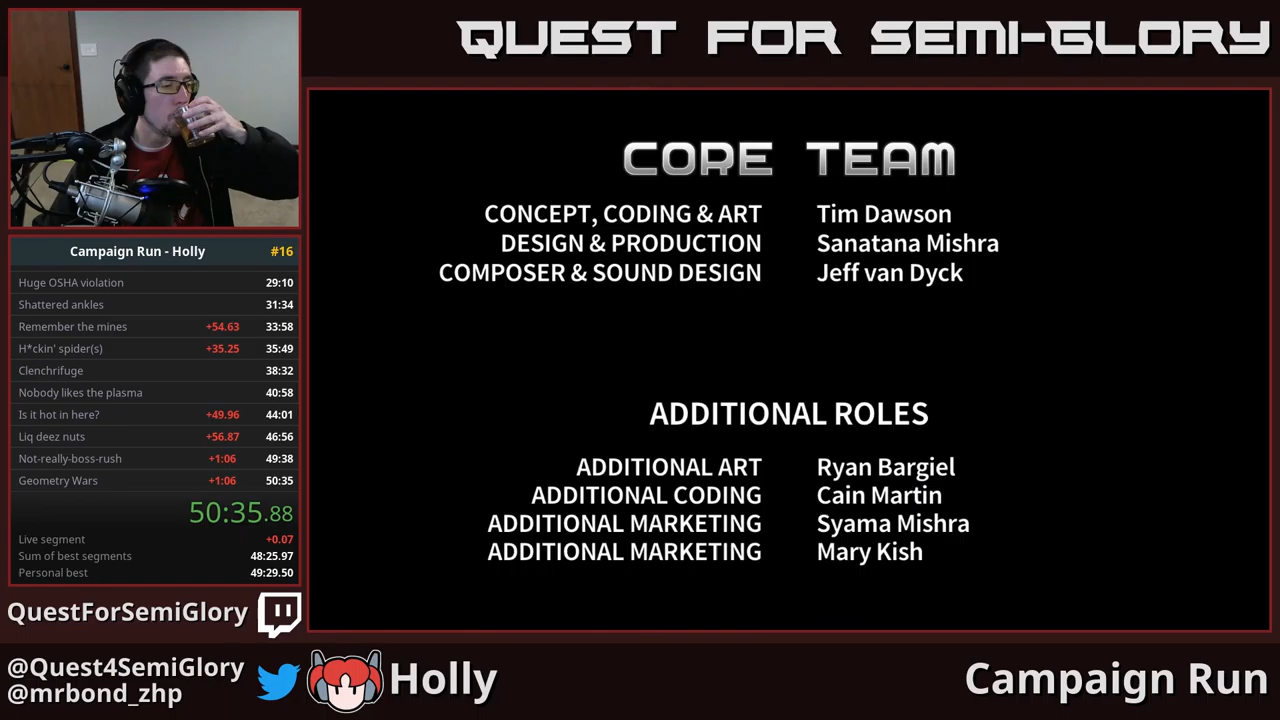 QUEST FOR SEMI-GLORY
Campaign Run - Holly #16
Huge OSHA violation 29:10
Shattered ankles 31:34
Remember the mines +54.63 33:58
H*ckin' spider(s) +35.25 35:49
Clenchrifuge 38:32
Nobody likes the plasma 40:58
Is it hot in here? +49.96 44:01
Liq deez nuts +56.87 46:56
Not-really-boss-rush +1:06 49:38
Geometry Wars +1:06 50:35
50:35.88
Live segment +0.07
Sum of best segments 48:25.97
Personal best 49:29.50
QuestForSemiGlory
@Quest4SemiGlory
@mrbond_zhp
Holly
Campaign Run
CORE TEAM
CONCEPT, CODING & ART Tim Dawson
DESIGN & PRODUCTION Sanatana Mishra
COMPOSER & SOUND DESIGN Jeff van Dyck
ADDITIONAL ROLES
ADDITIONAL ART Ryan Bargiel
ADDITIONAL CODING Cain Martin
ADDITIONAL MARKETING Syama Mishra
ADDITIONAL MARKETING Mary Kish